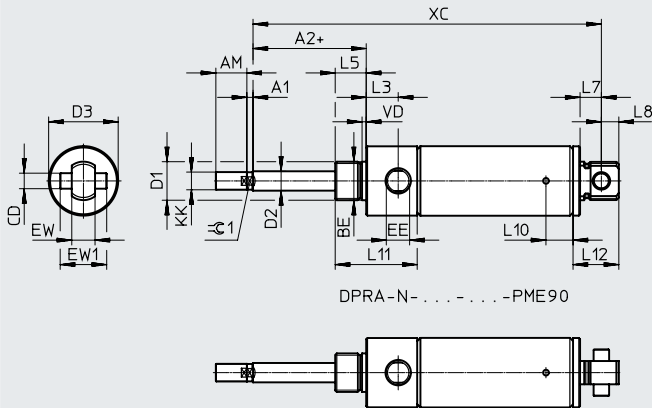 XC
A2+
AM
L5
L7
A1
L3
L8
D3
VD
D1
KK
D2
BE
EE
L10
CD
EW
EW1
=©1
L11
L12
DPRA-N-...-...-PME90